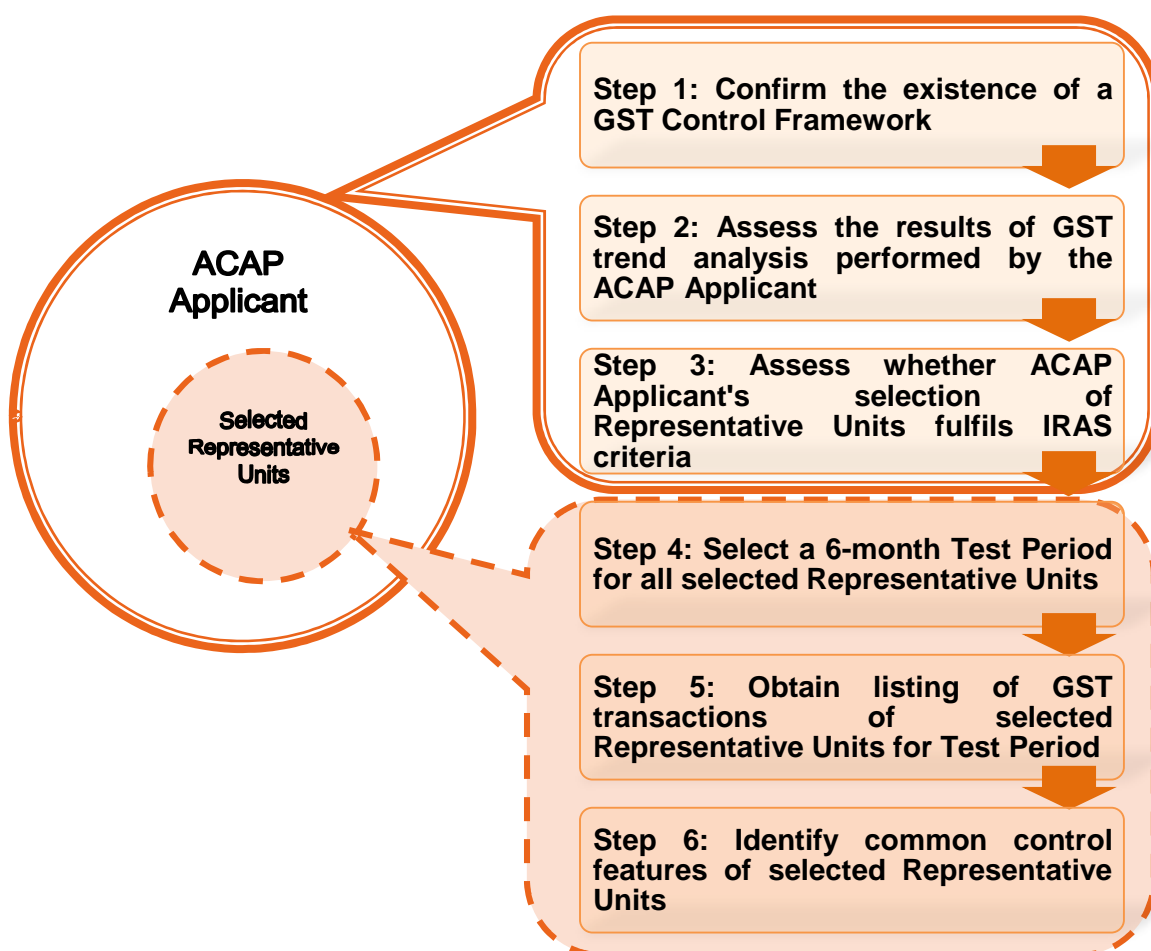 ACAP
Applicant
Selected
Representative
Units
Step 1: Confirm the existence of a
GST Control Framework
Step 2: Assess the results of GST
trend analysis performed by the
ACAP Applicant
Step 3: Assess whether ACAP
Applicant's selection of
Representative Units fulfils IRAS
criteria
Step 4: Select a 6-month Test Period
for all selected Representative Units
Step 5: Obtain listing of GST
transactions of selected
Representative Units for Test Period
Step 6: Identify common control
features of selected Representative
Units